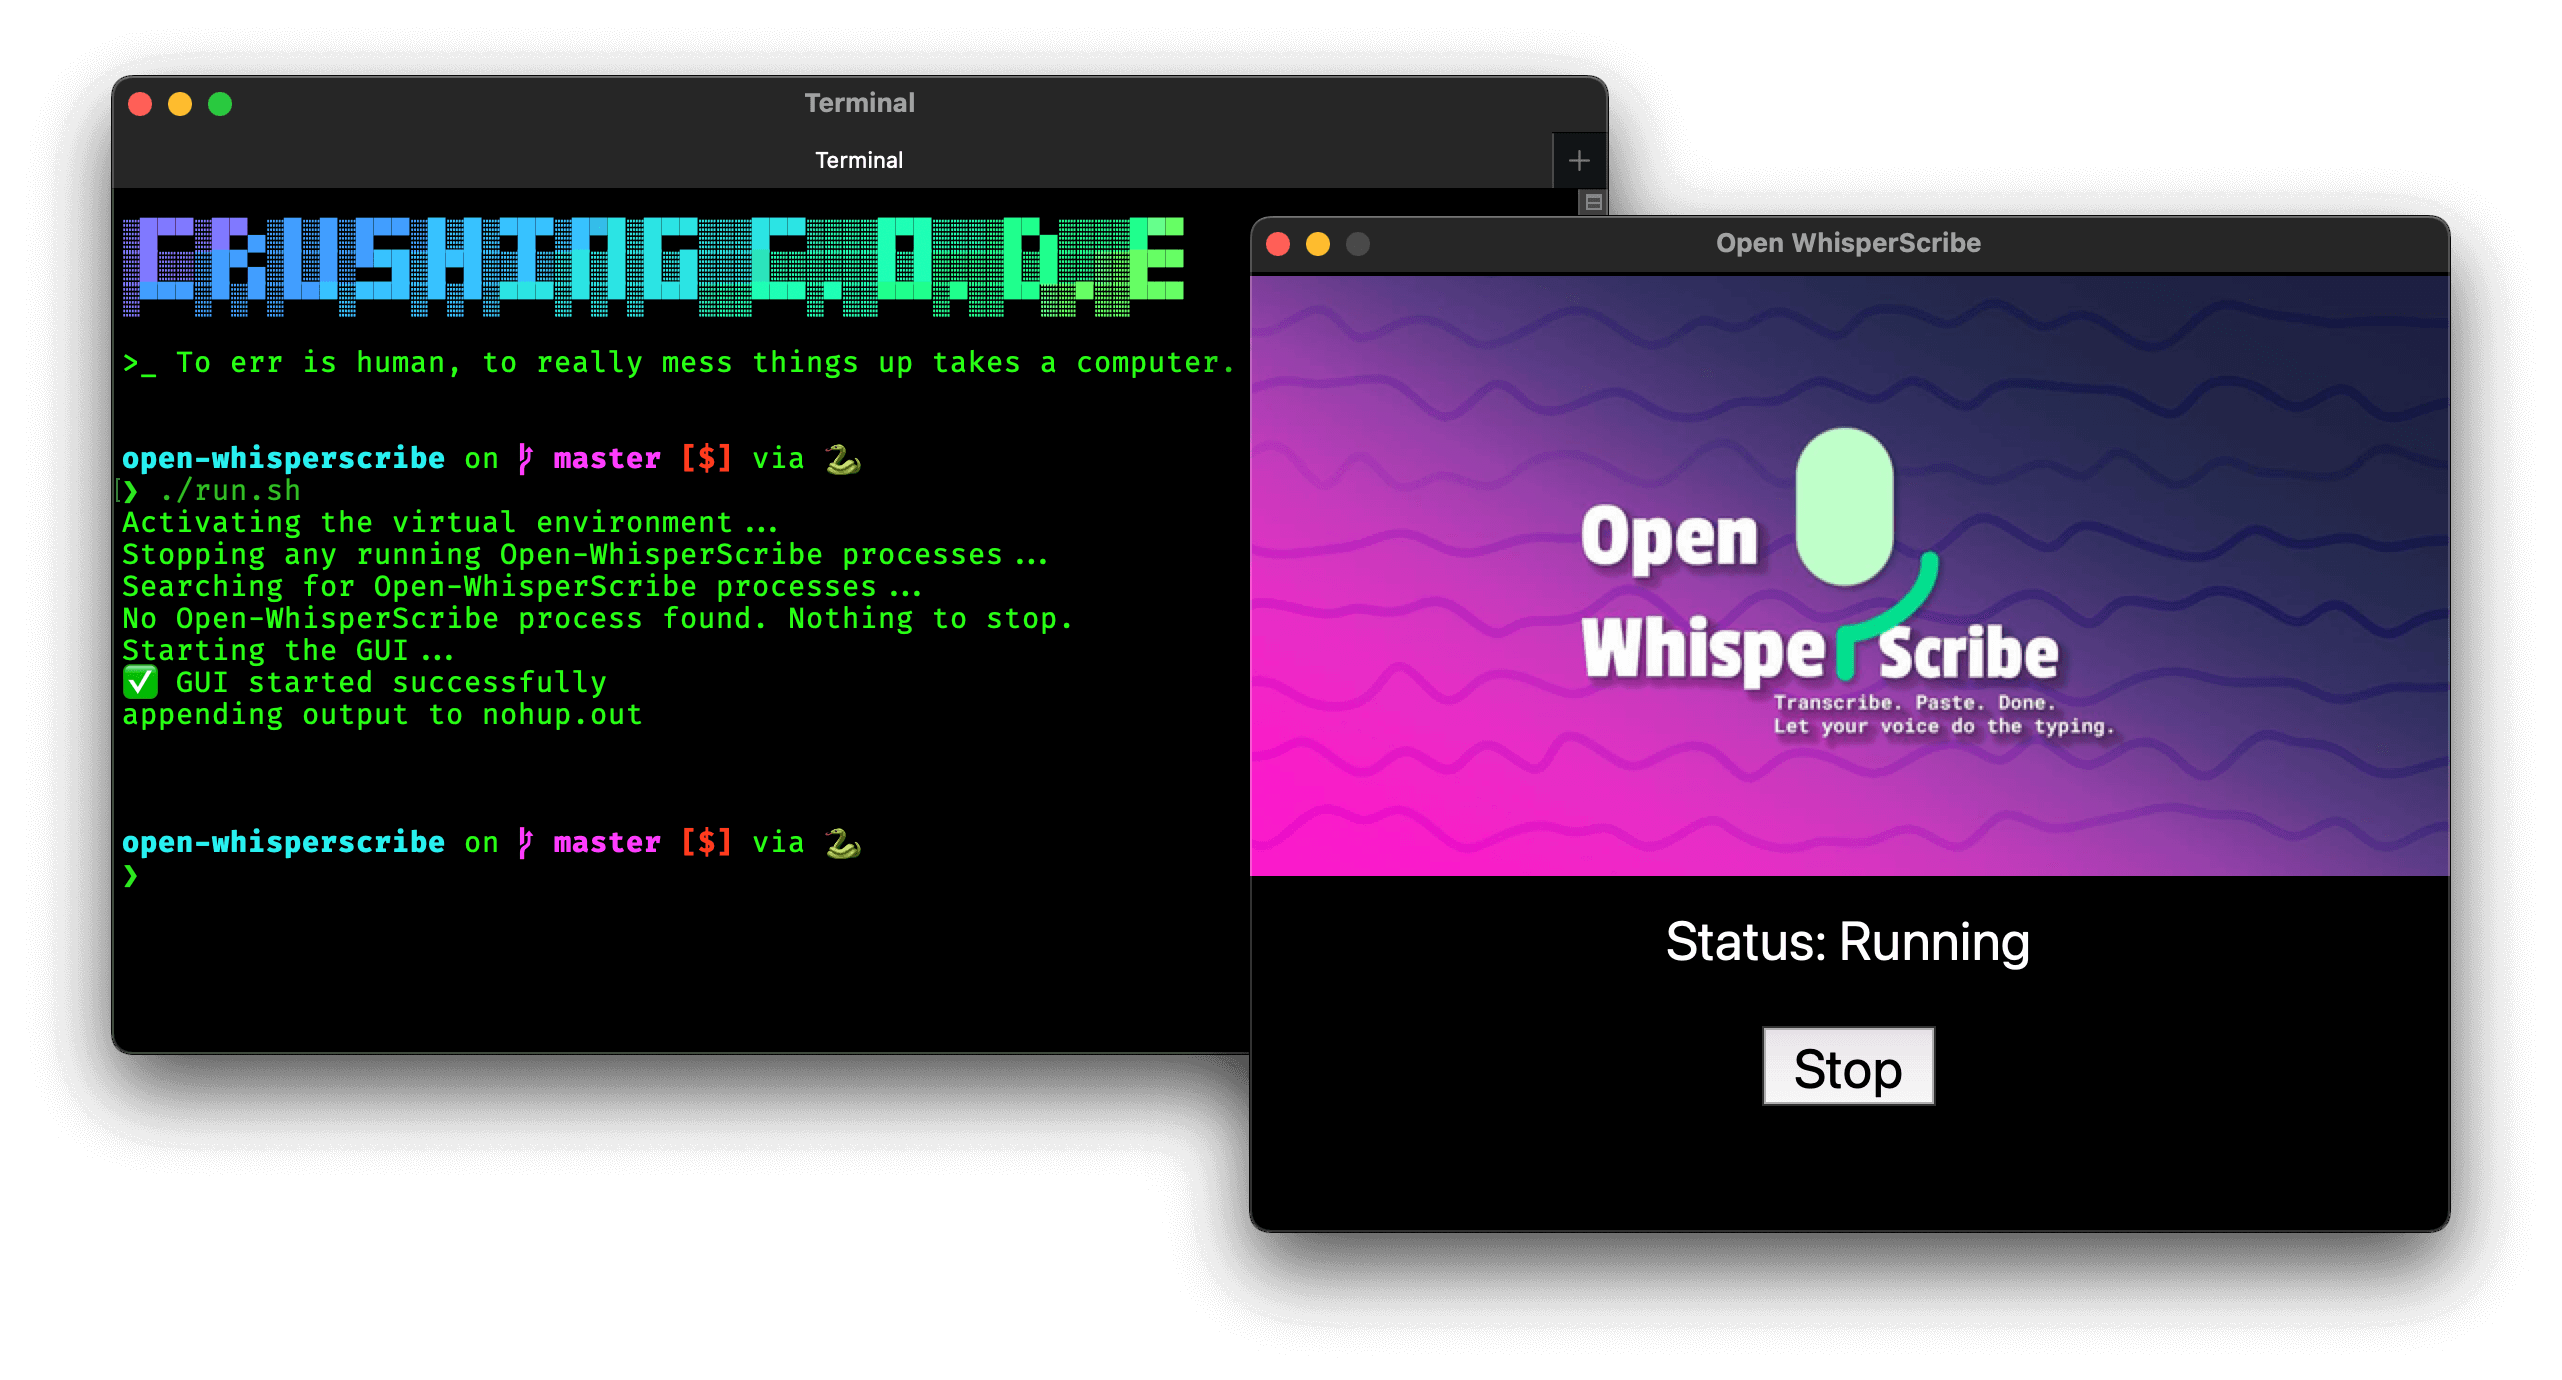 Terminal
Terminal
CRUSHING C.O.D.E
>_ To err is human, to really mess things up takes a computer.
open-whisperscribe on master [$] via 🐍
[❯ ./run.sh
Activating the virtual environment...
Stopping any running Open-WhisperScribe processes...
Searching for Open-WhisperScribe processes...
No Open-WhisperScribe process found. Nothing to stop.
Starting the GUI...
✅ GUI started successfully
appending output to nohup.out
open-whisperscribe on master [$] via 🐍
❯
Open WhisperScribe
Open
WhisperScribe
Transcribe. Paste. Done.
Let your voice do the typing.
Status: Running
Stop